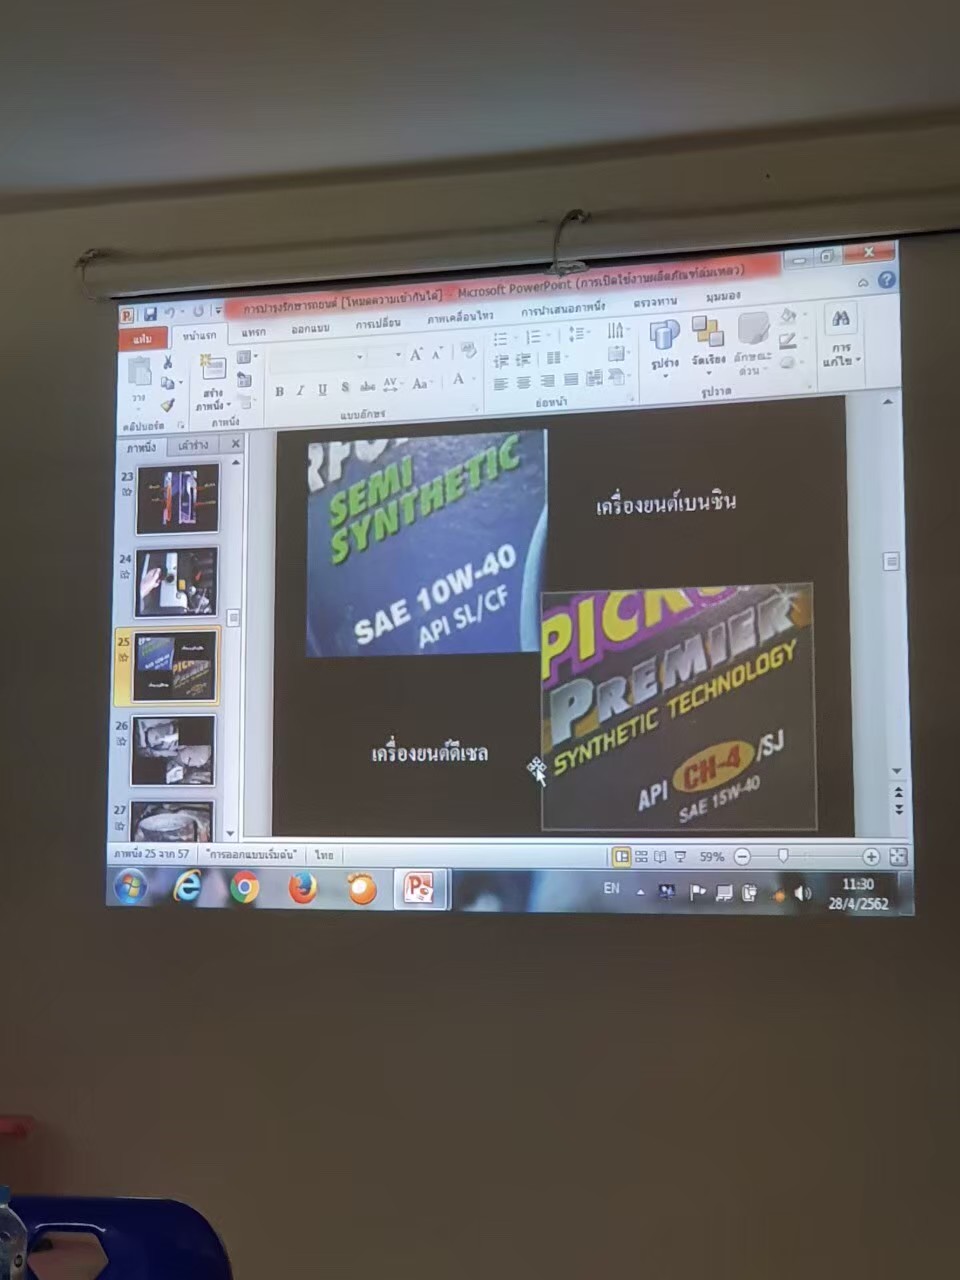 การบำรุงรักษารถยนต์ [โหมดความเข้ากันได้] - Microsoft PowerPoint (การเปิดใช้งานผลิตภัณฑ์ล้มเหลว)
แฟ้ม หน้าแรก แทรก ออกแบบ การเปลี่ยน ภาพเคลื่อนไหว การนำเสนอภาพนิ่ง ตรวจทาน มุมมอง
วาง
สร้าง
ภาพนิ่ง
B I U S abc AV Aa A
รูปร่าง จัดเรียง ลักษณะ
ด่วน
การ
แก้ไข
คลิปบอร์ด ภาพนิ่ง แบบอักษร ย่อหน้า รูปวาด
ภาพนิ่ง เค้าร่าง
23
24
25
26
27
SEMI
SYNTHETIC
SAE 10W-40
API SL/CF
เครื่องยนต์เบนซิน
PREMIER
SYNTHETIC TECHNOLOGY
API CH-4 /SJ
SAE 15W-40
เครื่องยนต์ดีเซล
ภาพนิ่ง 25 จาก 57 "การออกแบบเริ่มต้น" ไทย 59%
EN
11:30
28/4/2562